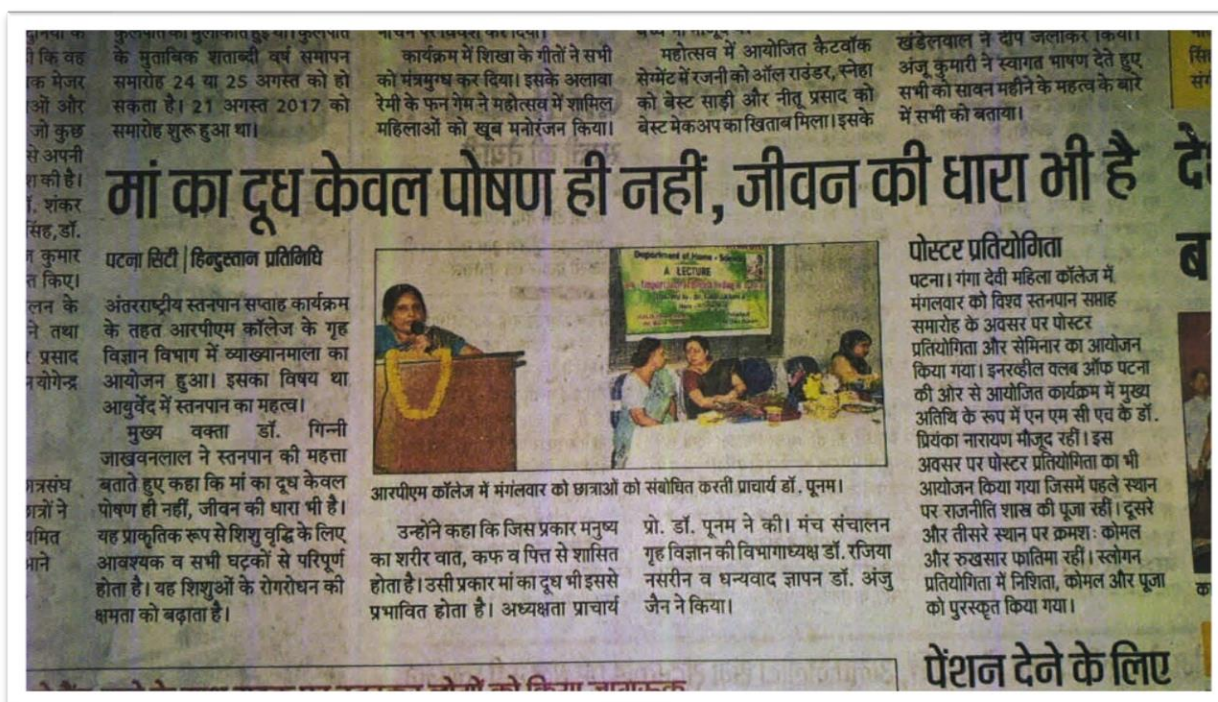 के मुताबिक शताब्दी वर्ष समापन
समारोह 24 या 25 अगस्त को हो
सकता है। 21 अगस्त 2017 को
समारोह शुरू हुआ था।
कार्यक्रम में शिखा के गीतों ने सभी
को मंत्रमुग्ध कर दिया। इसके अलावा
रेमी के फन गेम ने महोत्सव में शामिल
महिलाओं को खूब मनोरंजन किया।
महोत्सव में आयोजित कैटवॉक
सेग्मेंट में रजनी को ऑल राउंडर, स्नेहा
को बेस्ट साड़ी और नीतू प्रसाद को
बेस्ट मेकअप का खिताब मिला। इसके
खंडेलवाल ने दीप जलाकर किया।
अंजू कुमारी ने स्वागत भाषण देते हुए
सभी को सावन महीने के महत्व के बारे
में सभी को बताया।
मां का दूध केवल पोषण ही नहीं, जीवन की धारा भी है
पटना सिटी | हिन्दुस्तान प्रतिनिधि
अंतरराष्ट्रीय स्तनपान सप्ताह कार्यक्रम
के तहत आरपीएम कॉलेज के गृह
विज्ञान विभाग में व्याख्यानमाला का
आयोजन हुआ। इसका विषय था
आयुर्वेद में स्तनपान का महत्व।
मुख्य वक्ता डॉ. गिन्नी
जाखवनलाल ने स्तनपान की महत्ता
बताते हुए कहा कि मां का दूध केवल
पोषण ही नहीं, जीवन की धारा भी है।
यह प्राकृतिक रूप से शिशु वृद्धि के लिए
आवश्यक व सभी घटकों से परिपूर्ण
होता है। यह शिशुओं के रोगरोधन की
क्षमता को बढ़ाता है।
Department of Home - Science
A LECTURE
आरपीएम कॉलेज में मंगलवार को छात्राओं को संबोधित करती प्राचार्य डॉ. पूनम।
उन्होंने कहा कि जिस प्रकार मनुष्य
का शरीर वात, कफ व पित्त से शासित
होता है। उसी प्रकार मां का दूध भी इससे
प्रभावित होता है। अध्यक्षता प्राचार्य
प्रो. डॉ. पूनम ने की। मंच संचालन
गृह विज्ञान की विभागाध्यक्ष डॉ. रजिया
नसरीन व धन्यवाद ज्ञापन डॉ. अंजु
जैन ने किया।
पोस्टर प्रतियोगिता
पटना। गंगा देवी महिला कॉलेज में
मंगलवार को विश्व स्तनपान सप्ताह
समारोह के अवसर पर पोस्टर
प्रतियोगिता और सेमिनार का आयोजन
किया गया। इनरव्हील क्लब ऑफ पटना
की ओर से आयोजित कार्यक्रम में मुख्य
अतिथि के रूप में एन एम सी एच के डॉ.
प्रियंका नारायण मौजूद रहीं। इस
अवसर पर पोस्टर प्रतियोगिता का भी
आयोजन किया गया जिसमें पहले स्थान
पर राजनीति शास्त्र की पूजा रहीं। दूसरे
और तीसरे स्थान पर क्रमशः कोमल
और रुखसार फातिमा रहीं। स्लोगन
प्रतियोगिता में निशिता, कोमल और पूजा
को पुरस्कृत किया गया।
पेंशन देने के लिए